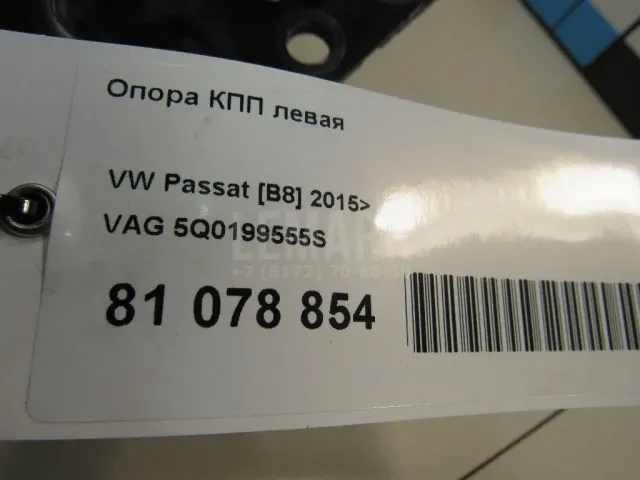 Опора КПП левая
VW Passat [B8] 2015>
VAG 5Q0199555S
81 078 854